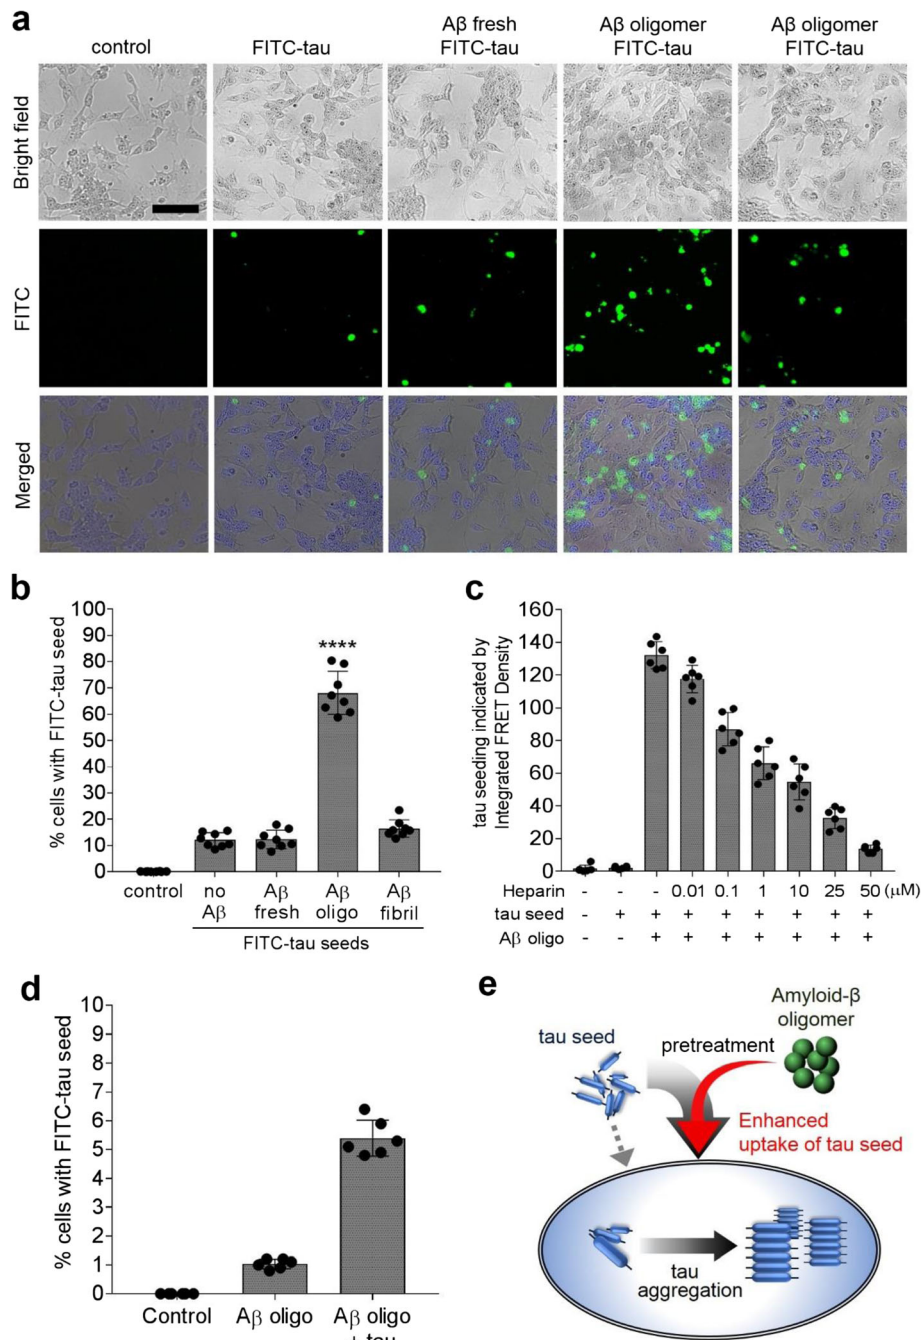 a
control
FITC-tau
Aβ fresh
FITC-tau
Aβ oligomer
FITC-tau
Aβ oligomer
FITC-tau
Bright field
FITC
Merged
b
% cells with FITC-tau seed
100
90
80
70
60
50
40
30
20
10
0
****
control
no
Aβ
Aβ
fresh
Aβ
oligo
Aβ
fibril
FITC-tau seeds
c
tau seeding indicated by
Integrated FRET Density
160
140
120
100
80
60
40
20
0
Heparin - - - 0.01 0.1 1 10 25 50 (μM)
tau seed - + + + + + + + +
Aβ oligo - - + + + + + + +
d
% cells with FITC-tau seed
10
9
8
7
6
5
4
3
2
1
0
Control
Aβ oligo
Aβ oligo
+ tau
e
tau seed
pretreatment
Amyloid-β
oligomer
Enhanced
uptake of tau seed
tau
aggregation